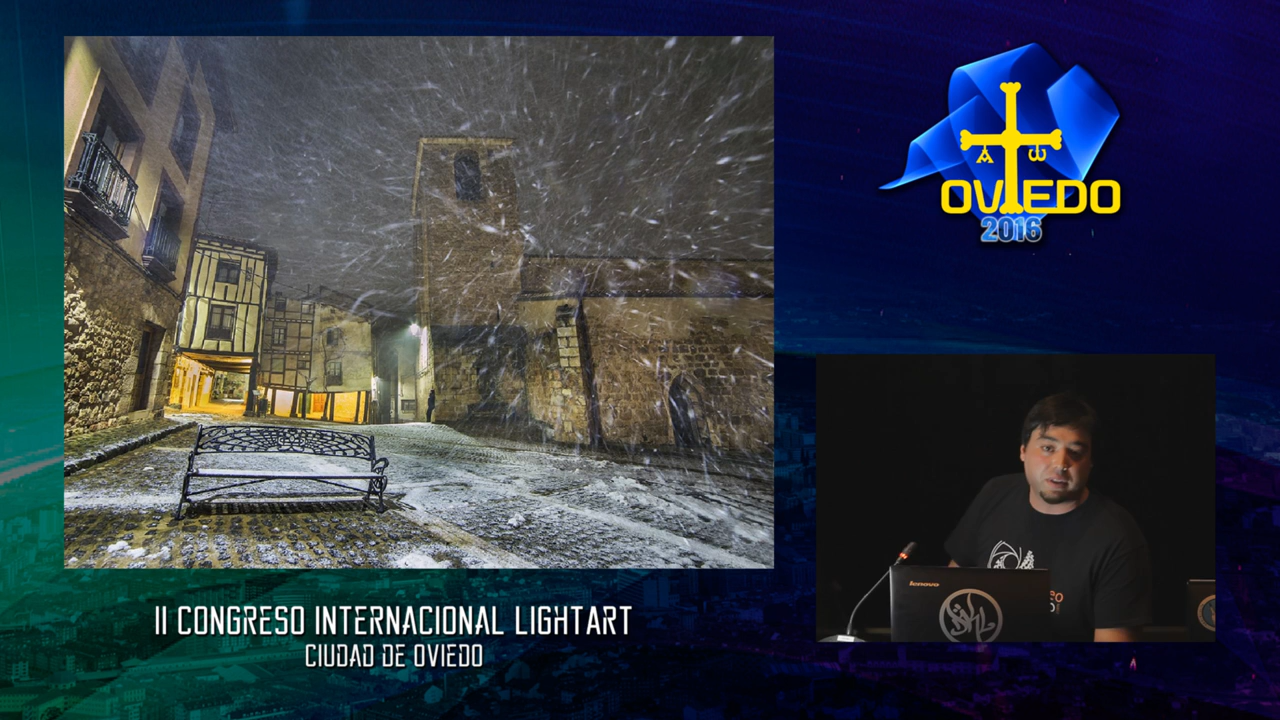 OVIEDO
2016
lenovo
II CONGRESO INTERNACIONAL LIGHTART
CIUDAD DE OVIEDO